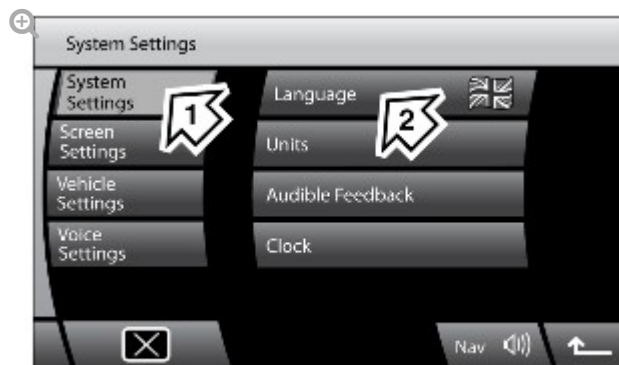 System Settings
System
Settings
1
Language
2
Screen
Settings
Units
Vehicle
Settings
Audible Feedback
Voice
Settings
Clock
Nav